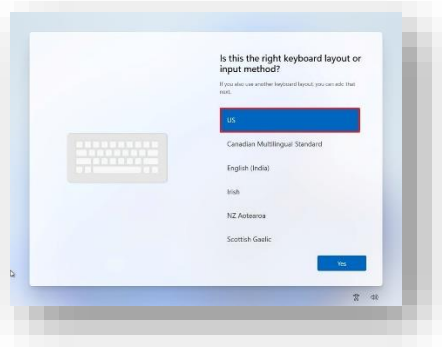 Is this the right keyboard layout or
input method?
If you also use another keyboard layout, you can add that
next.
US
Canadian Multilingual Standard
English (India)
Irish
NZ Aotearoa
Scottish Gaelic
Yes